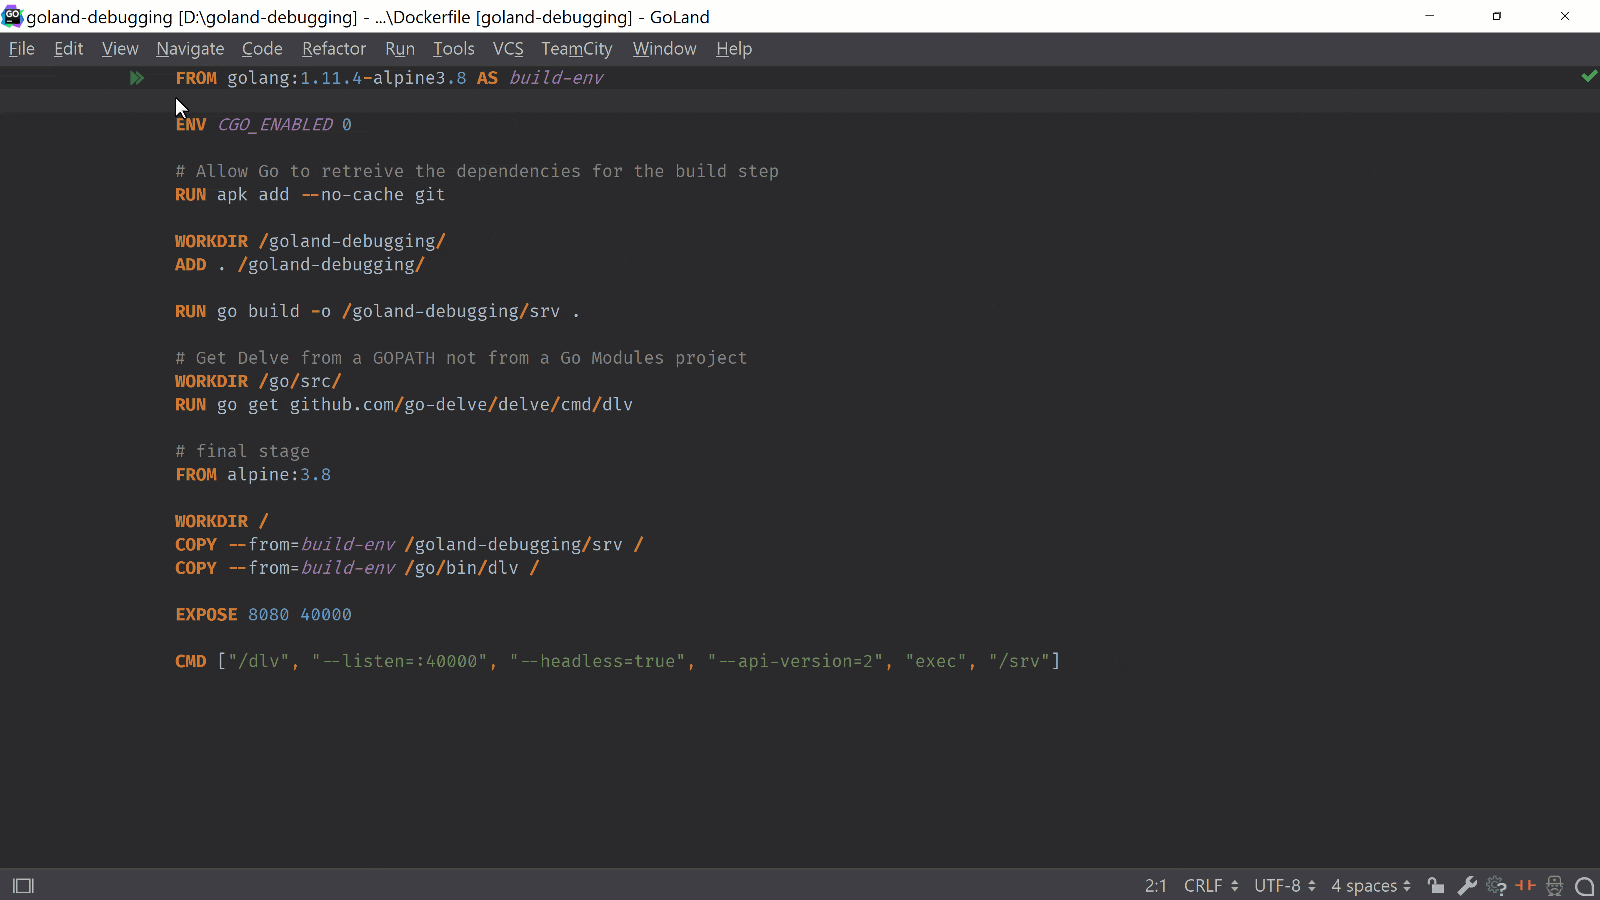 GO goland-debugging [D:\goland-debugging] - ...\Dockerfile [goland-debugging] - GoLand
File Edit View Navigate Code Refactor Run Tools VCS TeamCity Window Help
FROM golang:1.11.4-alpine3.8 AS build-env
ENV CGO_ENABLED 0
# Allow Go to retreive the dependencies for the build step
RUN apk add --no-cache git
WORKDIR /goland-debugging/
ADD . /goland-debugging/
RUN go build -o /goland-debugging/srv .
# Get Delve from a GOPATH not from a Go Modules project
WORKDIR /go/src/
RUN go get github.com/go-delve/delve/cmd/dlv
# final stage
FROM alpine:3.8
WORKDIR /
COPY --from=build-env /goland-debugging/srv /
COPY --from=build-env /go/bin/dlv /
EXPOSE 8080 40000
CMD ["/dlv", "--listen=:40000", "--headless=true", "--api-version=2", "exec", "/srv"]
2:1 CRLF UTF-8 4 spaces